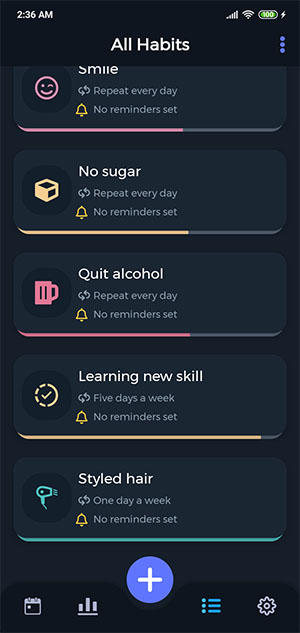 2:36 AM
100
All Habits
Smile
Repeat every day
No reminders set
No sugar
Repeat every day
No reminders set
Quit alcohol
Repeat every day
No reminders set
Learning new skill
Five days a week
No reminders set
Styled hair
One day a week
No reminders set